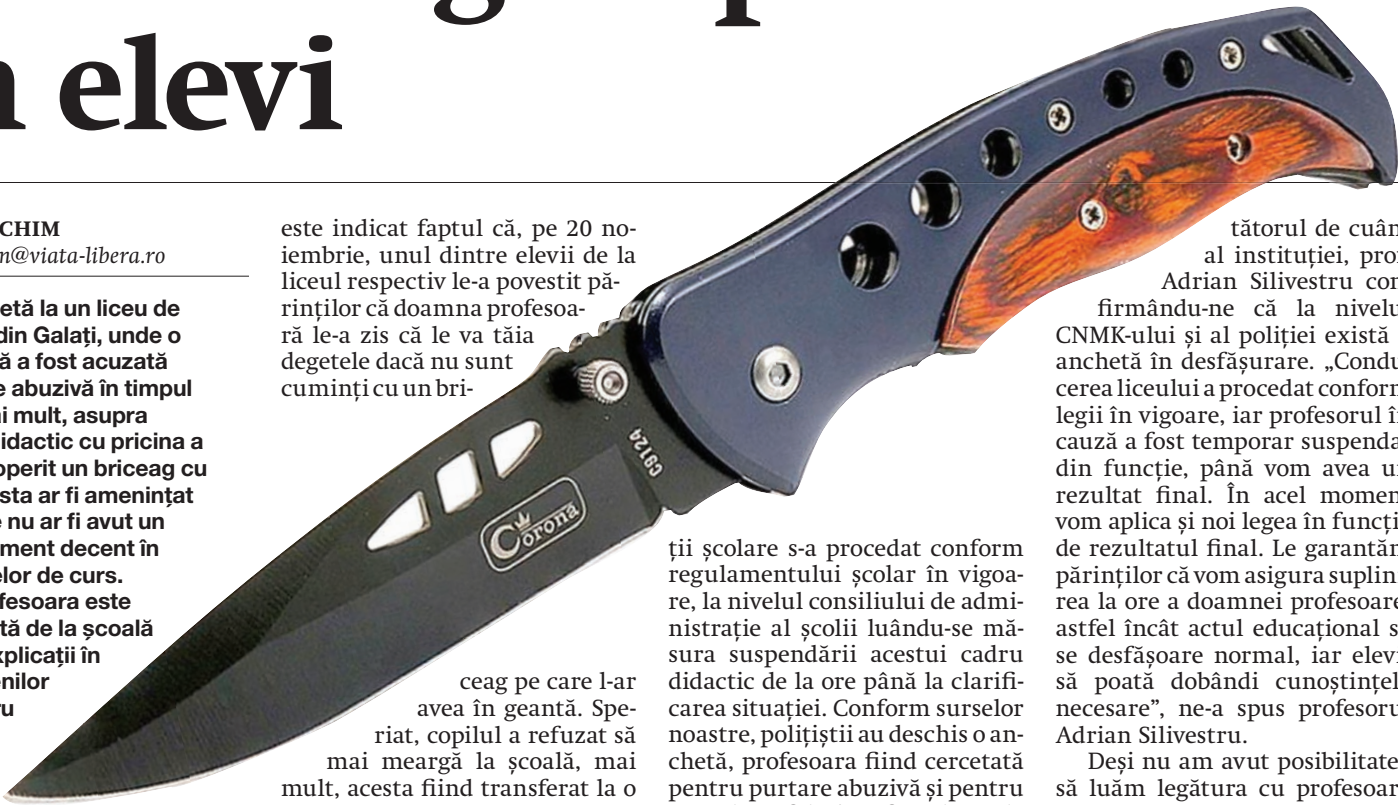 elevi
CHIM
n@viata-libera.ro
etă la un liceu de
din Galați, unde o
ă a fost acuzată
e abuzivă în timpul
ai mult, asupra
idactic cu pricina a
operit un briceag cu
sta ar fi amenințat
e nu ar fi avut un
ment decent în
elor de curs.
fesoara este
tă de la școală
xplicații în
enilor
ru
este indicat faptul că, pe 20 no-
iembrie, unul dintre elevii de la
liceul respectiv le-a povestit pă-
rinților că doamna profesoa-
ră le-a zis că le va tăia
degetele dacă nu sunt
cuminți cu un bri-
ceag pe care l-ar
avea în geantă. Spe-
riat, copilul a refuzat să
mai meargă la școală, mai
mult, acesta fiind transferat la o
C9124
Corona
ții școlare s-a procedat conform
regulamentului școlar în vigoa-
re, la nivelul consiliului de admi-
nistrație al școlii luându-se mă-
sura suspendării acestui cadru
didactic de la ore până la clarifi-
carea situației. Conform surselor
noastre, polițiștii au deschis o an-
chetă, profesoara fiind cercetată
pentru purtare abuzivă și pentru
tătorul de cuân
al instituției, pro
Adrian Silivestru con
firmându-ne că la nivelu
CNMK-ului și al poliției există
anchetă în desfășurare. „Condu
cerea liceului a procedat conform
legii în vigoare, iar profesorul în
cauză a fost temporar suspenda
din funcție, până vom avea u
rezultat final. În acel momen
vom aplica și noi legea în funcți
de rezultatul final. Le garantăm
părinților că vom asigura suplini
rea la ore a doamnei profesoare
astfel încât actul educațional s
se desfășoare normal, iar elevi
să poată dobândi cunoștințel
necesare”, ne-a spus profesoru
Adrian Silivestru.
Deși nu am avut posibilitate
să luăm legătura cu profesoar